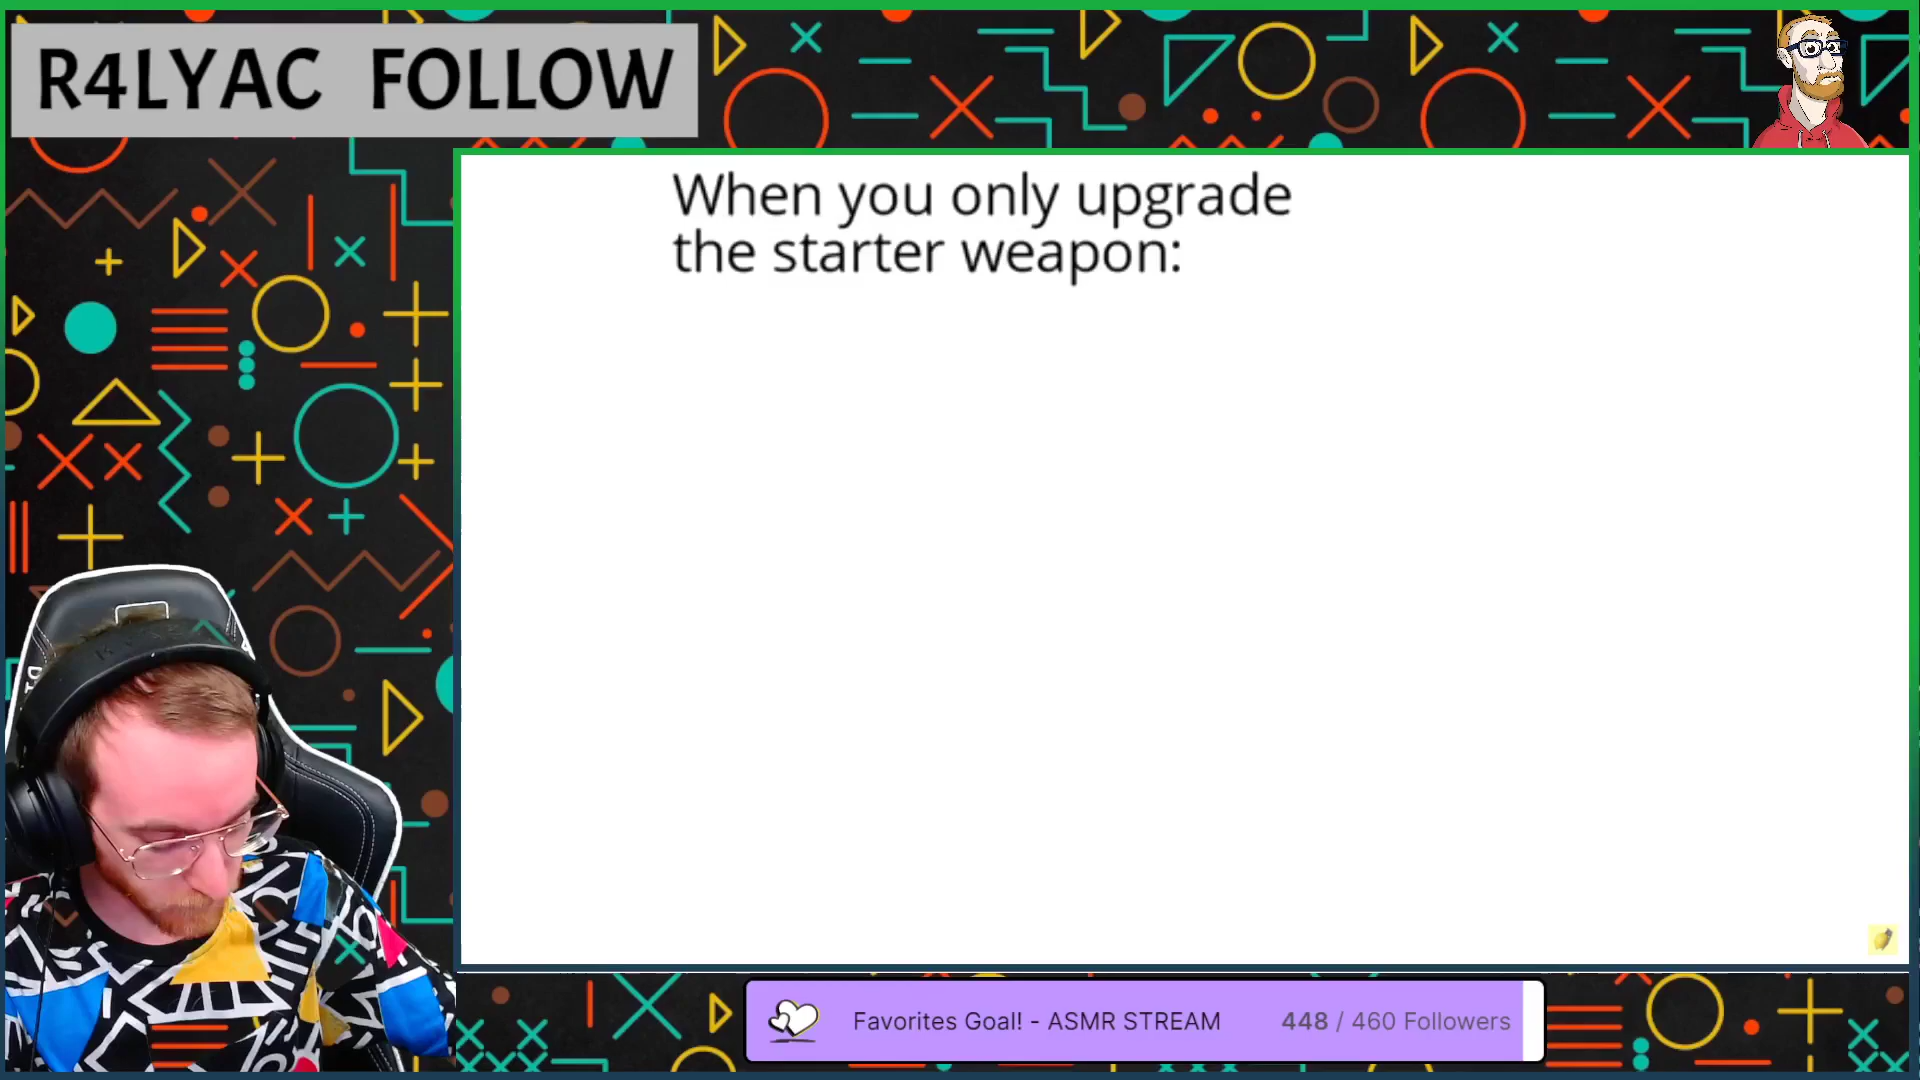 R4LYAC FOLLOW
When you only upgrade
the starter weapon:
Favorites Goal! - ASMR STREAM 448 / 460 Followers